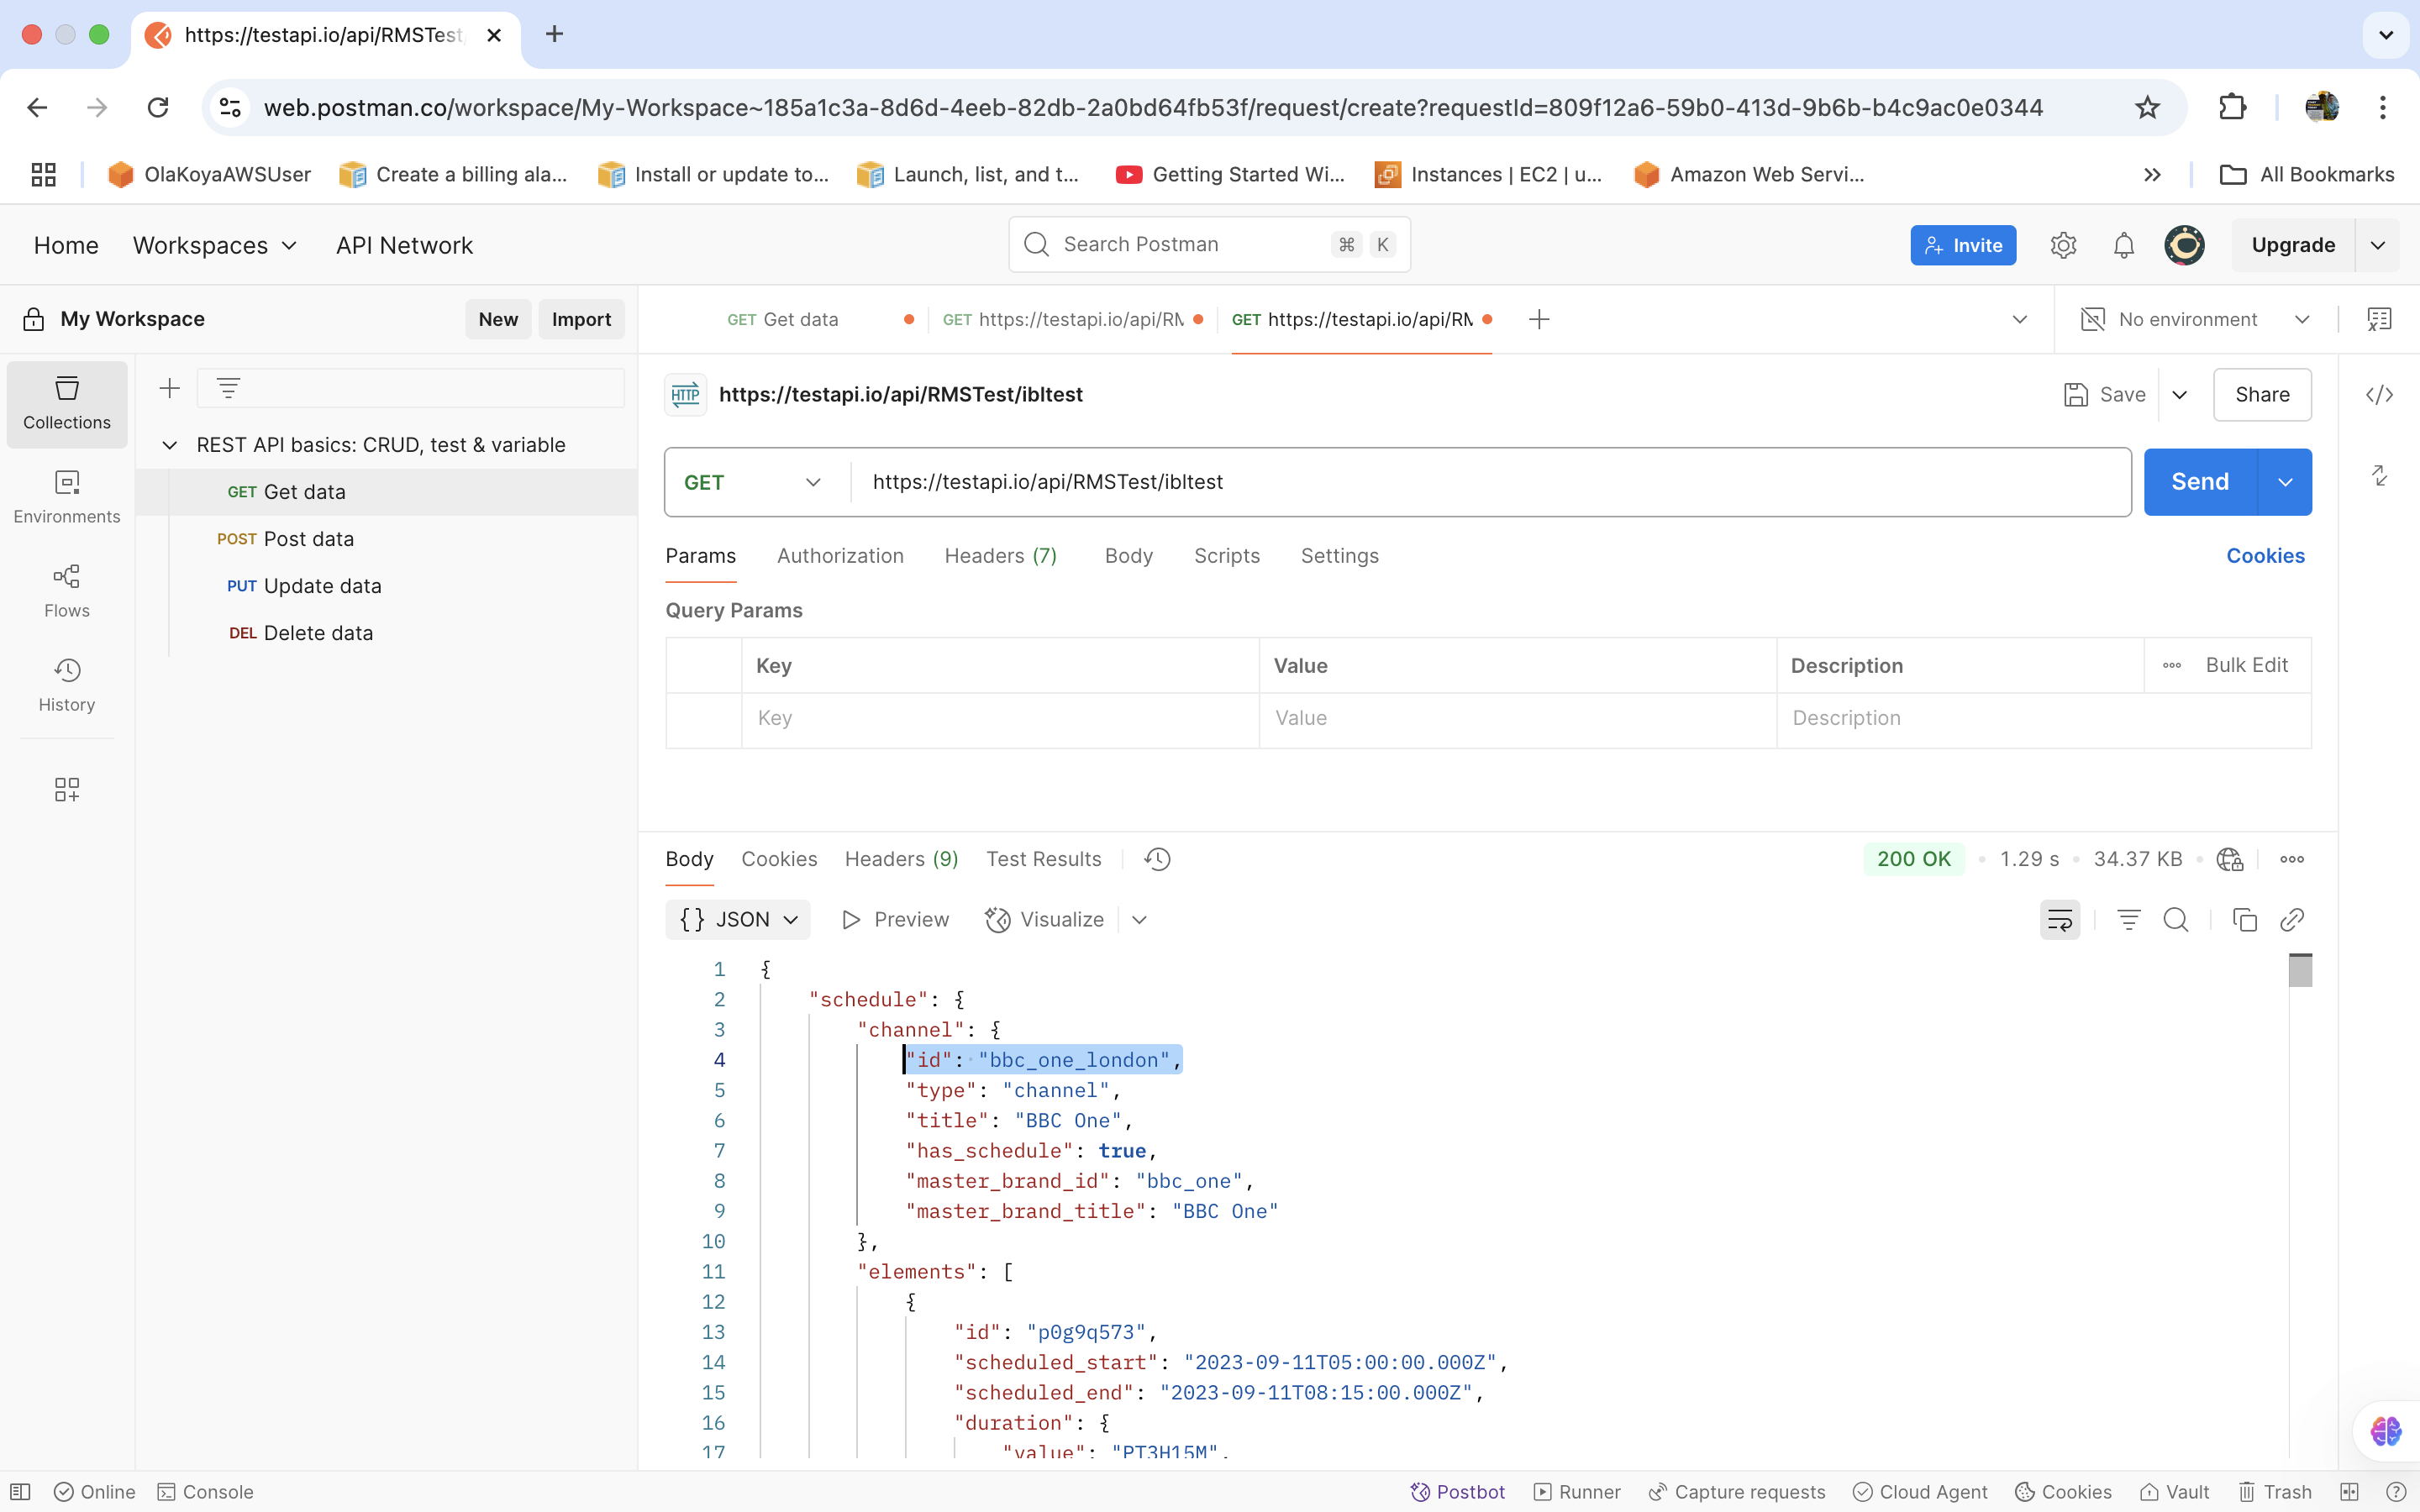 https://testapi.io/api/RMSTest,
web.postman.co/workspace/My-Workspace~185a1c3a-8d6d-4eeb-82db-2a0bd64fb53f/request/create?requestId=809f12a6-59b0-413d-9b6b-b4c9ac0e0344
OlaKoyaAWSUser Create a billing ala... Install or update to... Launch, list, and t... Getting Started Wi... Instances | EC2 | u... Amazon Web Servi... All Bookmarks
Home Workspaces API Network Search Postman ⌘ K Invite Upgrade
My Workspace New Import GET Get data GET https://testapi.io/api/RM GET https://testapi.io/api/RM No environment
Collections
HTTP https://testapi.io/api/RMSTest/ibltest Save Share
REST API basics: CRUD, test & variable
GET Get data
POST Post data
PUT Update data
DEL Delete data
Environments
Flows
History
GET https://testapi.io/api/RMSTest/ibltest Send
Params Authorization Headers (7) Body Scripts Settings Cookies
Query Params
Key Value Description Bulk Edit
Key Value Description
Body Cookies Headers (9) Test Results 200 OK 1.29 s 34.37 KB
{} JSON Preview Visualize
1 {
2 "schedule": {
3 "channel": {
4 "id": "bbc_one_london",
5 "type": "channel",
6 "title": "BBC One",
7 "has_schedule": true,
8 "master_brand_id": "bbc_one",
9 "master_brand_title": "BBC One"
10 },
11 "elements": [
12 {
13 "id": "p0g9q573",
14 "scheduled_start": "2023-09-11T05:00:00.000Z",
15 "scheduled_end": "2023-09-11T08:15:00.000Z",
16 "duration": {
17 "value": "PT3H15M",
Online Console Postbot Runner Capture requests Cloud Agent Cookies Vault Trash